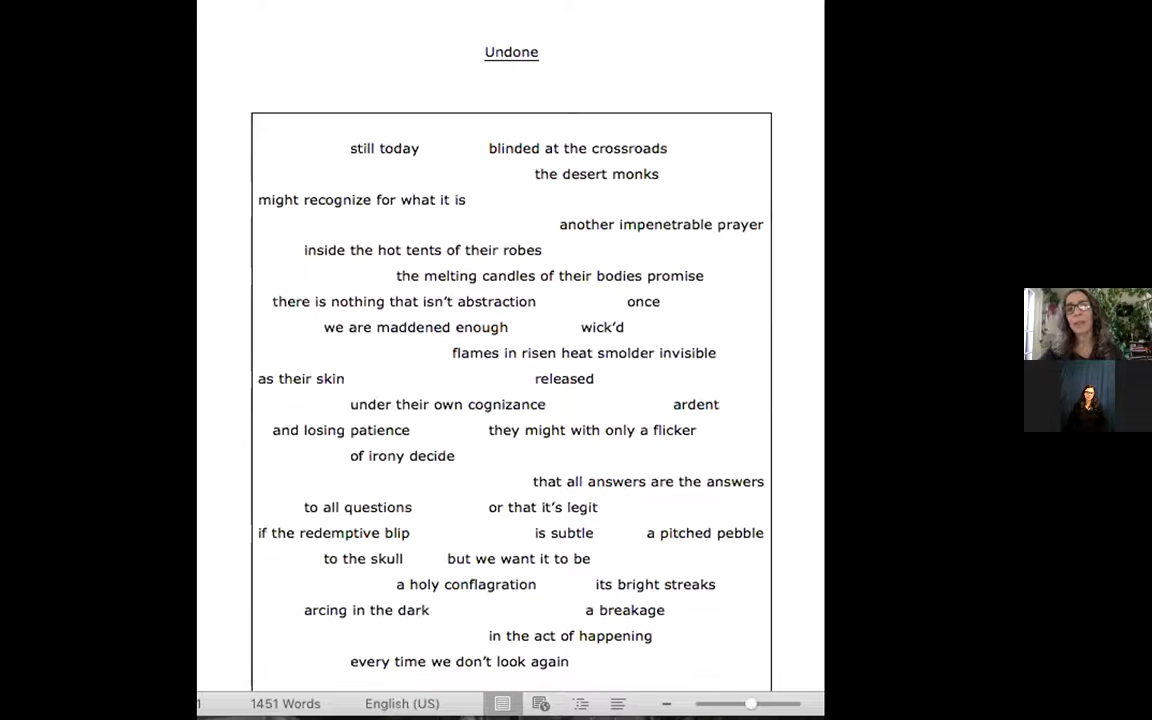 Undone
still today blinded at the crossroads
the desert monks
might recognize for what it is
another impenetrable prayer
inside the hot tents of their robes
the melting candles of their bodies promise
there is nothing that isn't abstraction once
we are maddened enough wick'd
flames in risen heat smolder invisible
as their skin released
under their own cognizance ardent
and losing patience they might with only a flicker
of irony decide
that all answers are the answers
to all questions or that it's legit
if the redemptive blip is subtle a pitched pebble
to the skull but we want it to be
a holy conflagration its bright streaks
arcing in the dark a breakage
in the act of happening
every time we don't look again
1 1451 Words English (US)